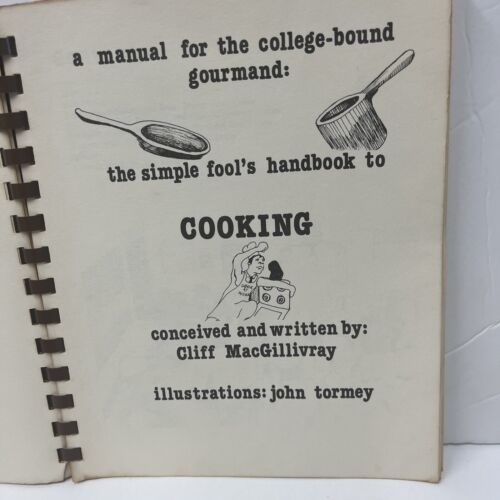 a manual for the college-bound
gourmand:
the simple fool's handbook to
COOKING
conceived and written by:
Cliff MacGillivray
illustrations: john tormey